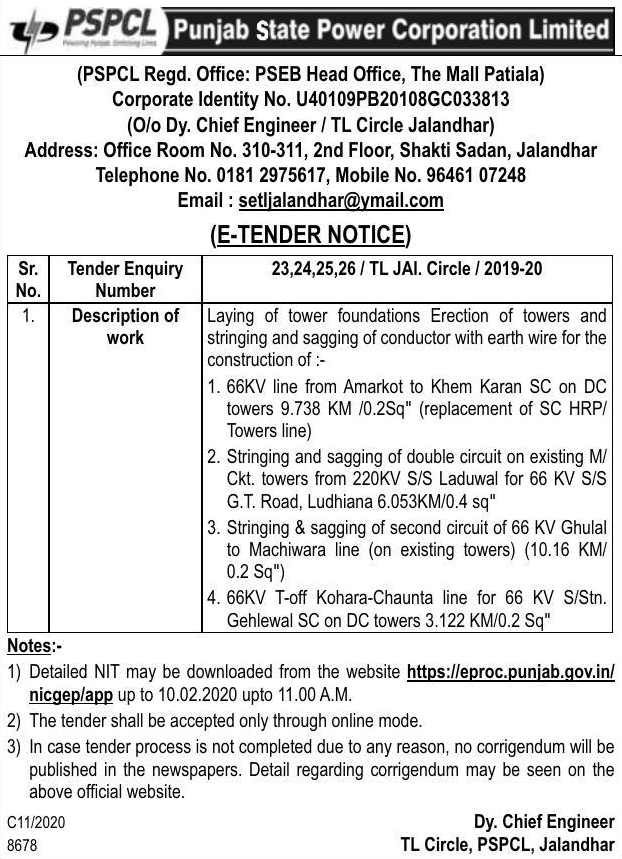 PSPCL
Powering Punjab, Enriching Lives
Punjab State Power Corporation Limited
(PSPCL Regd. Office: PSEB Head Office, The Mall Patiala)
Corporate Identity No. U40109PB20108GC033813
(O/o Dy. Chief Engineer / TL Circle Jalandhar)
Address: Office Room No. 310-311, 2nd Floor, Shakti Sadan, Jalandhar
Telephone No. 0181 2975617, Mobile No. 96461 07248
Email : setljalandhar@ymail.com
(E-TENDER NOTICE)
Sr. No.
Tender Enquiry Number
23,24,25,26 / TL JAI. Circle / 2019-20
1.
Description of work
Laying of tower foundations Erection of towers and
stringing and sagging of conductor with earth wire for the
construction of :-
1. 66KV line from Amarkot to Khem Karan SC on DC
towers 9.738 KM /0.2Sq" (replacement of SC HRP/
Towers line)
2. Stringing and sagging of double circuit on existing M/
Ckt. towers from 220KV S/S Laduwal for 66 KV S/S
G.T. Road, Ludhiana 6.053KM/0.4 sq"
3. Stringing & sagging of second circuit of 66 KV Ghulal
to Machiwara line (on existing towers) (10.16 KM/
0.2 Sq")
4. 66KV T-off Kohara-Chaunta line for 66 KV S/Stn.
Gehlewal SC on DC towers 3.122 KM/0.2 Sq"
Notes:-
1) Detailed NIT may be downloaded from the website https://eproc.punjab.gov.in/
nicgep/app up to 10.02.2020 upto 11.00 A.M.
2) The tender shall be accepted only through online mode.
3) In case tender process is not completed due to any reason, no corrigendum will be
published in the newspapers. Detail regarding corrigendum may be seen on the
above official website.
C11/2020
8678
Dy. Chief Engineer
TL Circle, PSPCL, Jalandhar